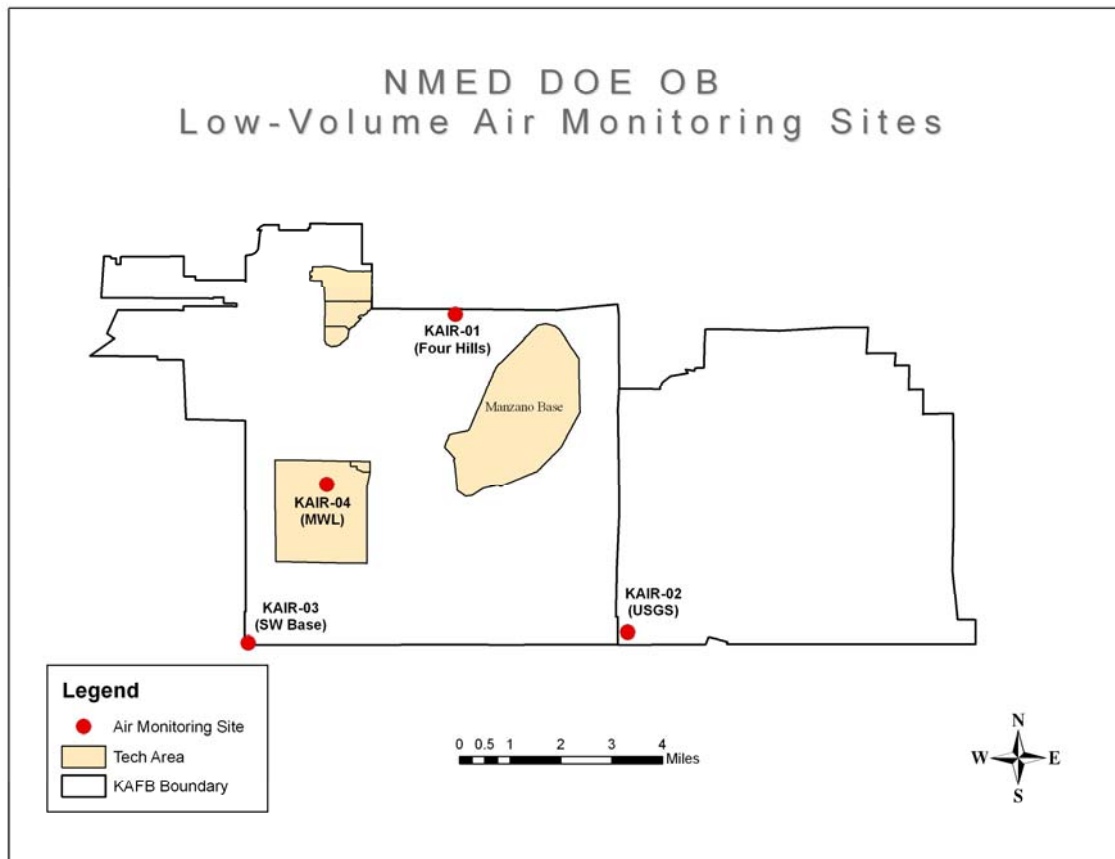 NMED DOE OB
Low-Volume Air Monitoring Sites
KAIR-01
(Four Hills)
Manzano Base
KAIR-04
(MWL)
KAIR-03
(SW Base)
KAIR-02
(USGS)
Legend
Air Monitoring Site
Tech Area
KAFB Boundary
0 0.5 1 2 3 4
Miles
N
W E
S